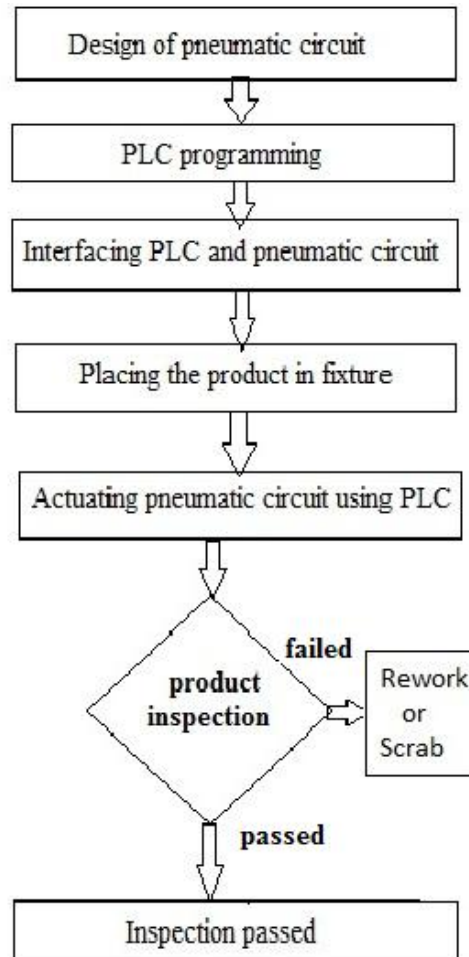 Design of pneumatic circuit
PLC programming
Interfacing PLC and pneumatic circuit
Placing the product in fixture
Actuating pneumatic circuit using PLC
failed
product
inspection
Rework
or
Scrab
passed
Inspection passed